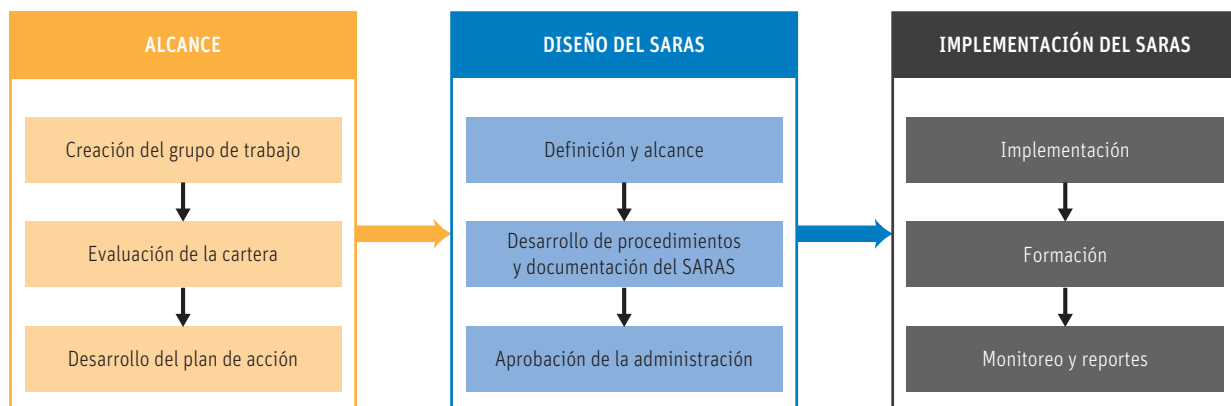 ALCANCE
Creación del grupo de trabajo
Evaluación de la cartera
Desarrollo del plan de acción
DISEÑO DEL SARAS
Definición y alcance
Desarrollo de procedimientos
y documentación del SARAS
Aprobación de la administración
IMPLEMENTACIÓN DEL SARAS
Implementación
Formación
Monitoreo y reportes